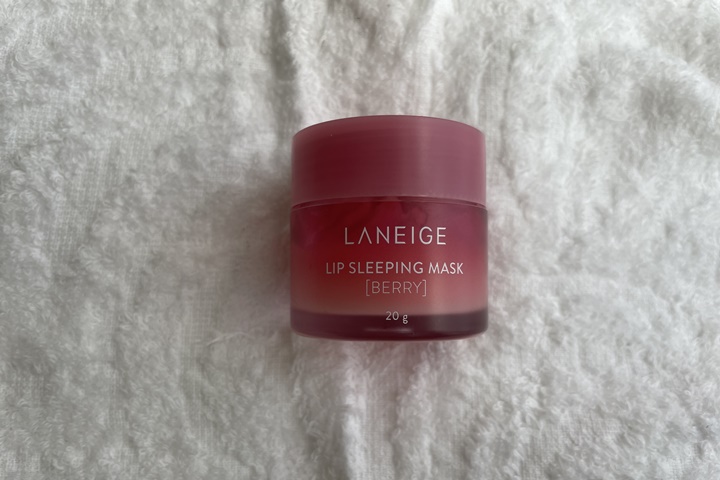 LANEIGE
LIP SLEEPING MASK
[BERRY]
20 g